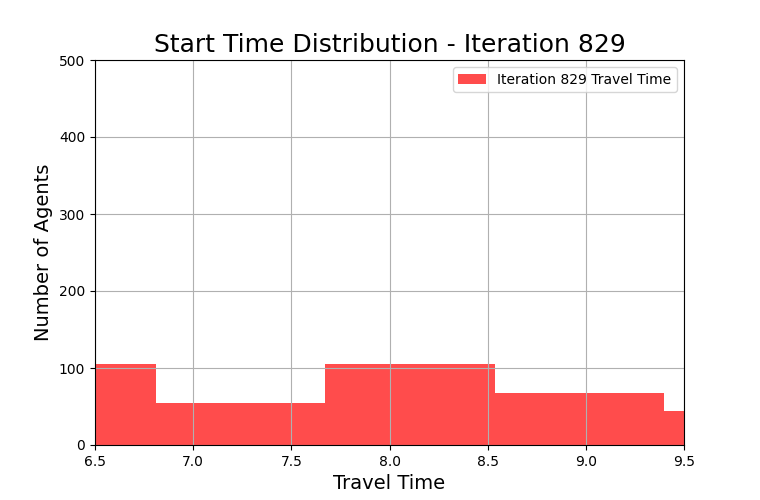 Start Time Distribution - Iteration 829
Iteration 829 Travel Time
Number of Agents
500
400
300
200
100
0
6.5 7.0 7.5 8.0 8.5 9.0 9.5
Travel Time